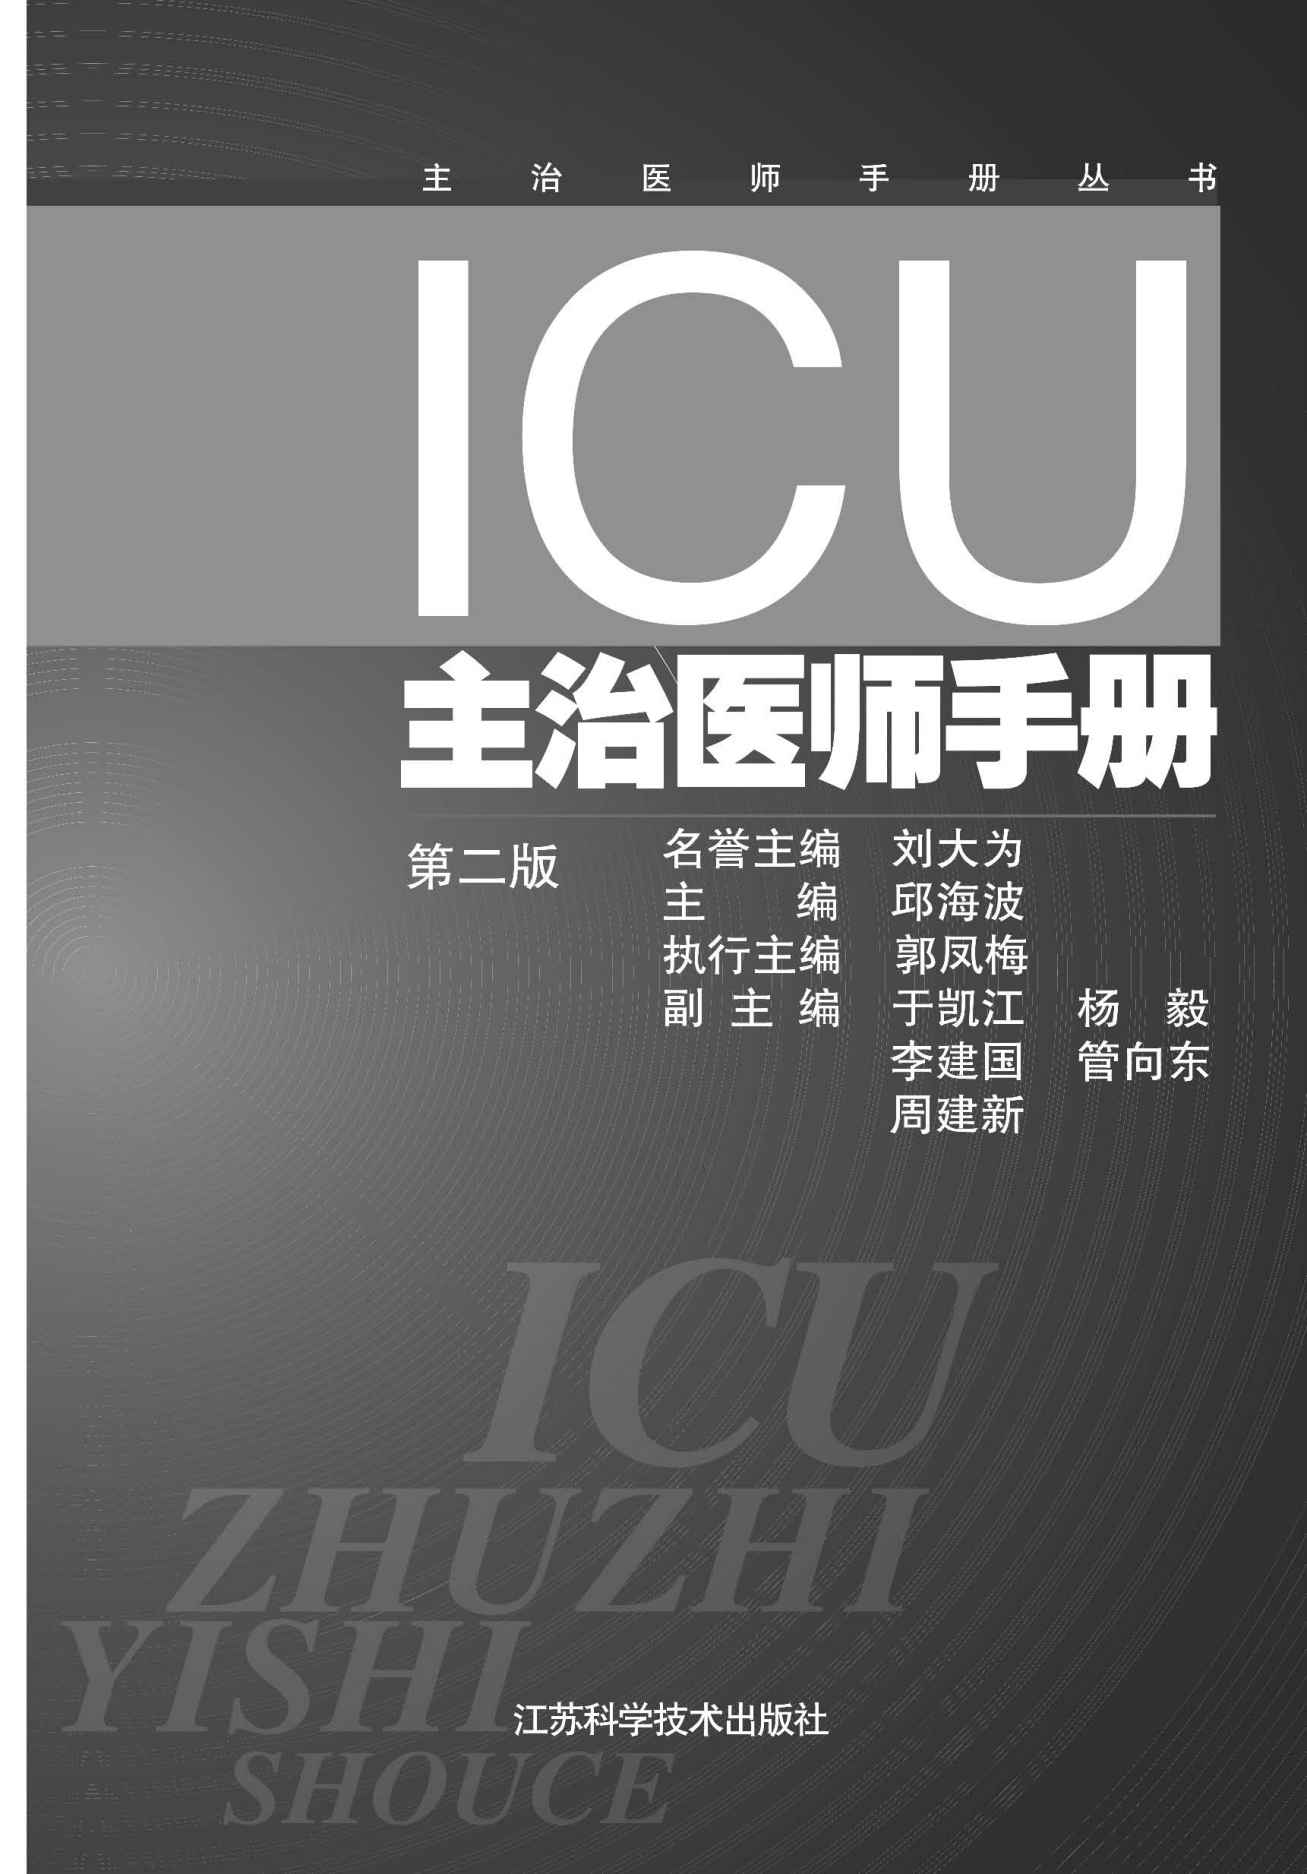 主治医师手册丛书
ICU
主治医师手册
第二版
名誉主编 刘大为
主编 邱海波
执行主编 郭凤梅
副主编 于凯江 杨毅
李建国 管向东
周建新
ICU
ZHUZHI
YISHI
SHOUCE
江苏科学技术出版社